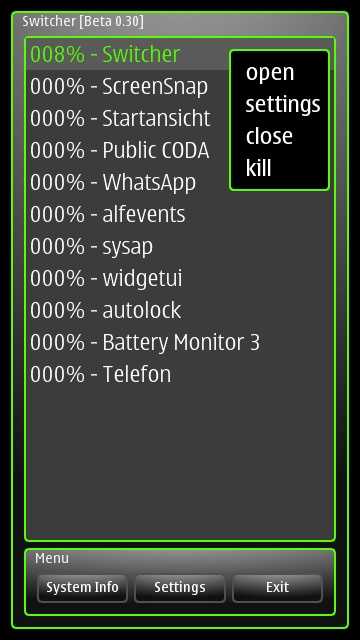 Switcher [Beta 0.30]
008% - Switcher
000% - ScreenSnap
000% - Startansicht
000% - Public CODA
000% - WhatsApp
000% - alfevents
000% - sysap
000% - widgetui
000% - autolock
000% - Battery Monitor 3
000% - Telefon
open
settings
close
kill
Menu
System Info
Settings
Exit